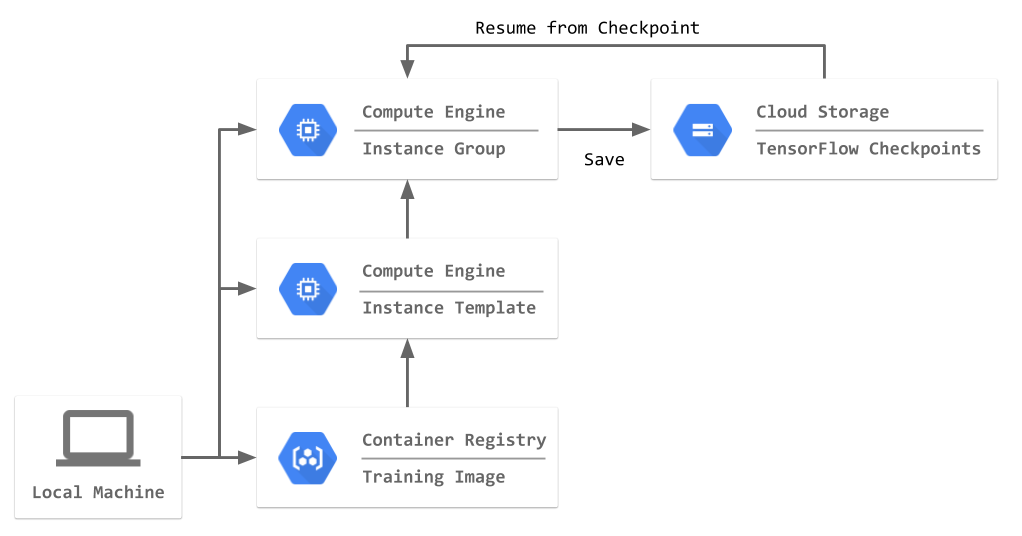 Resume from Checkpoint
Compute Engine
Instance Group
Save
Cloud Storage
TensorFlow Checkpoints
Compute Engine
Instance Template
Container Registry
Training Image
Local Machine